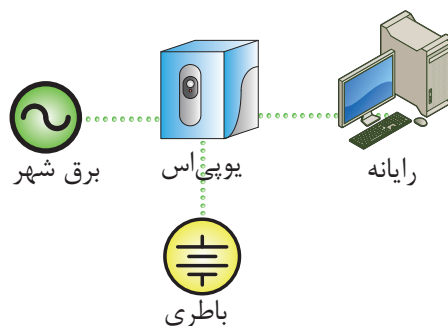 رایانه
یوپی‌اس
برق شهر
باطری